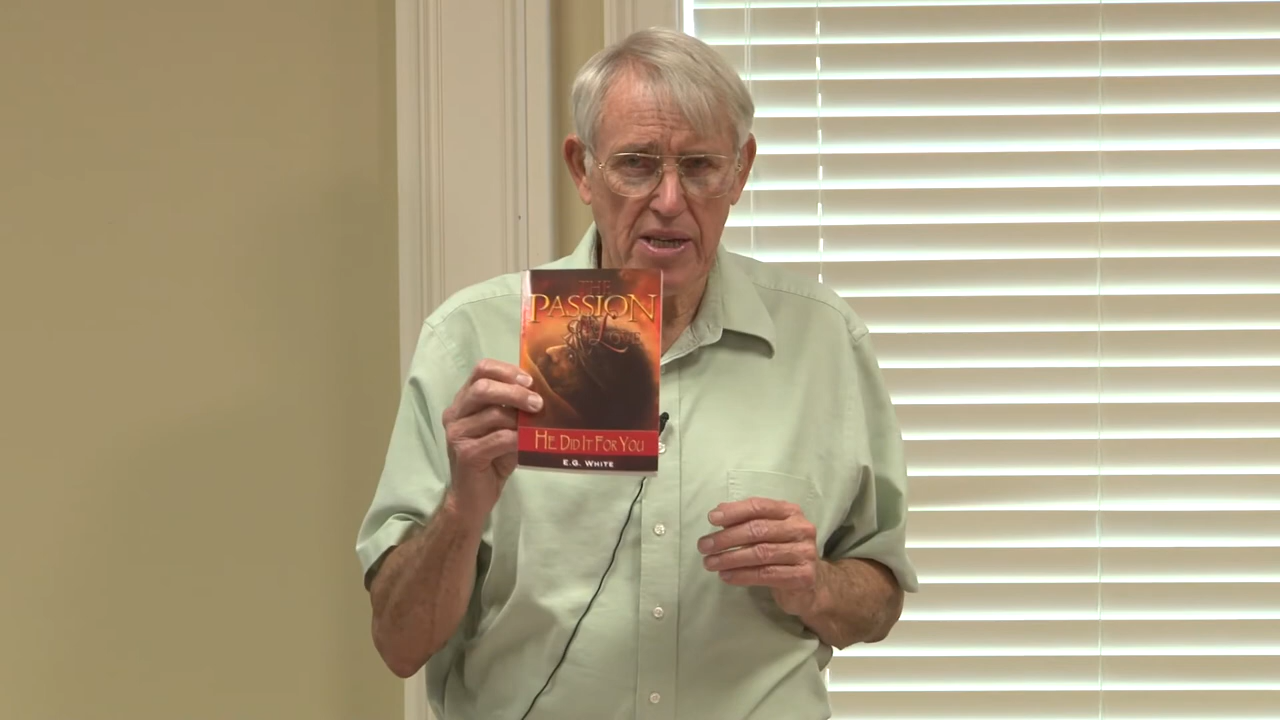 THE
PASSION
of Love
HE DID IT FOR YOU
E.G. WHITE